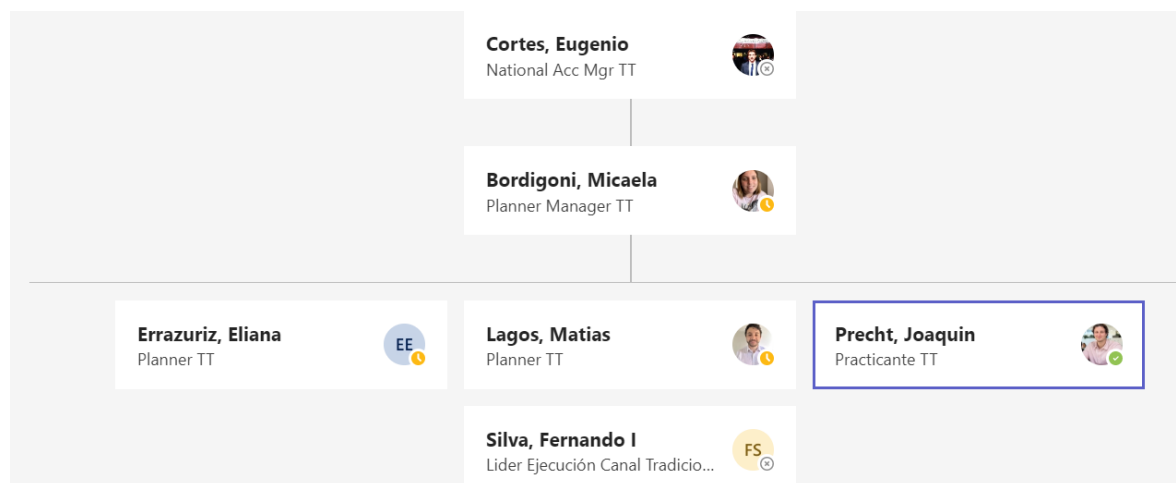 Cortes, Eugenio
National Acc Mgr TT
Bordigoni, Micaela
Planner Manager TT
Errazuriz, Eliana
Planner TT
EE
Lagos, Matias
Planner TT
Precht, Joaquin
Practicante TT
Silva, Fernando I
Lider Ejecución Canal Tradicio...
FS